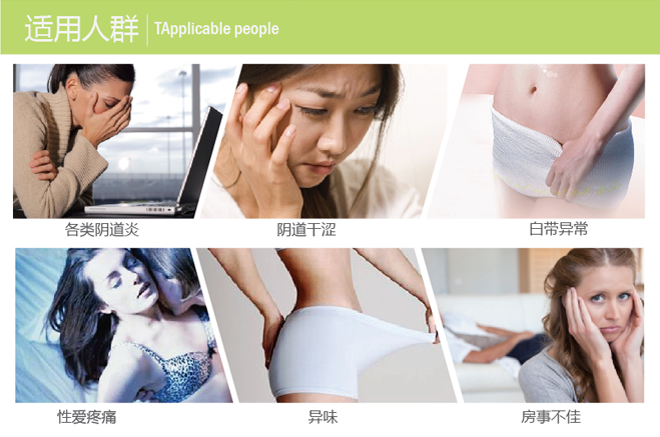 适用人群 TApplicable people
各类阴道炎
阴道干涩
白带异常
性爱疼痛
异味
房事不佳